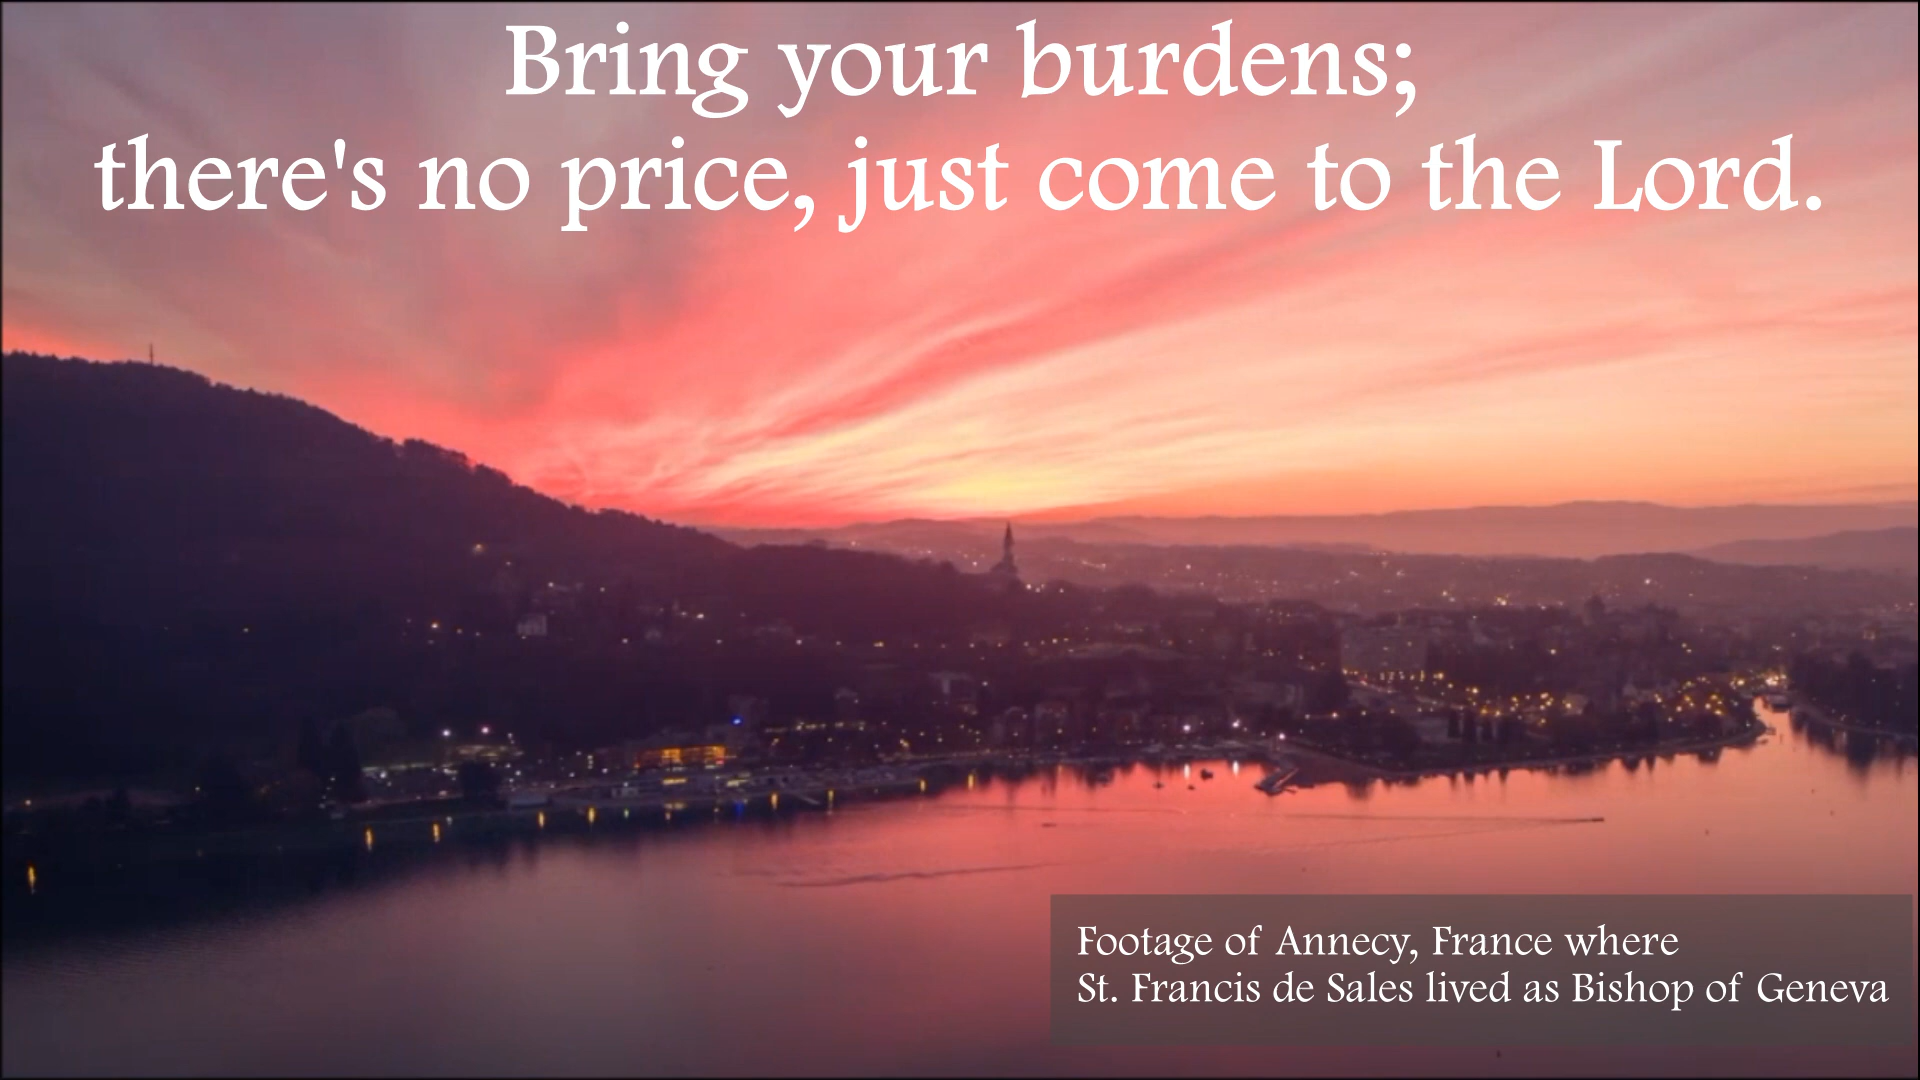 Bring your burdens;
there's no price, just come to the Lord.
Footage of Annecy, France where
St. Francis de Sales lived as Bishop of Geneva